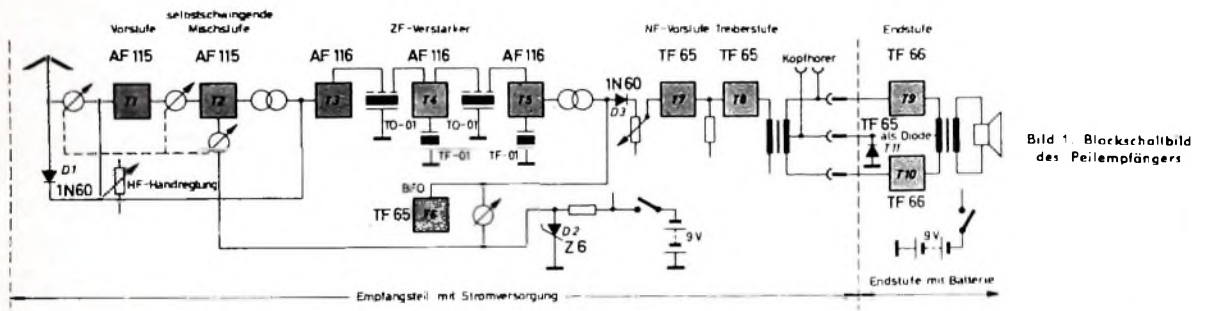 selbstschwingende
Vorstufe Mischstufe ZF-Verstärker NF-Vorstufe Treiberstufe Endstufe
AF 115 AF 115 AF 116 AF 116 AF 116 TF 65 TF 65 TF 66
Kopfhörer
T1 T2 T3 T4 T5 1N60 D3 T7 T8 T9
TO-01 TO-01
TF 65
als Diode
T11
TF-01 TF-01
D1
1N60
HF-Handreglung
BFO
TF 65 T6
D2
Z 6
9 V
T10
TF 66
9 V
Empfangsteil mit Stromversorgung
Endstufe mit Batterie
Bild 1. Blockschaltbild
des Peilempfängers